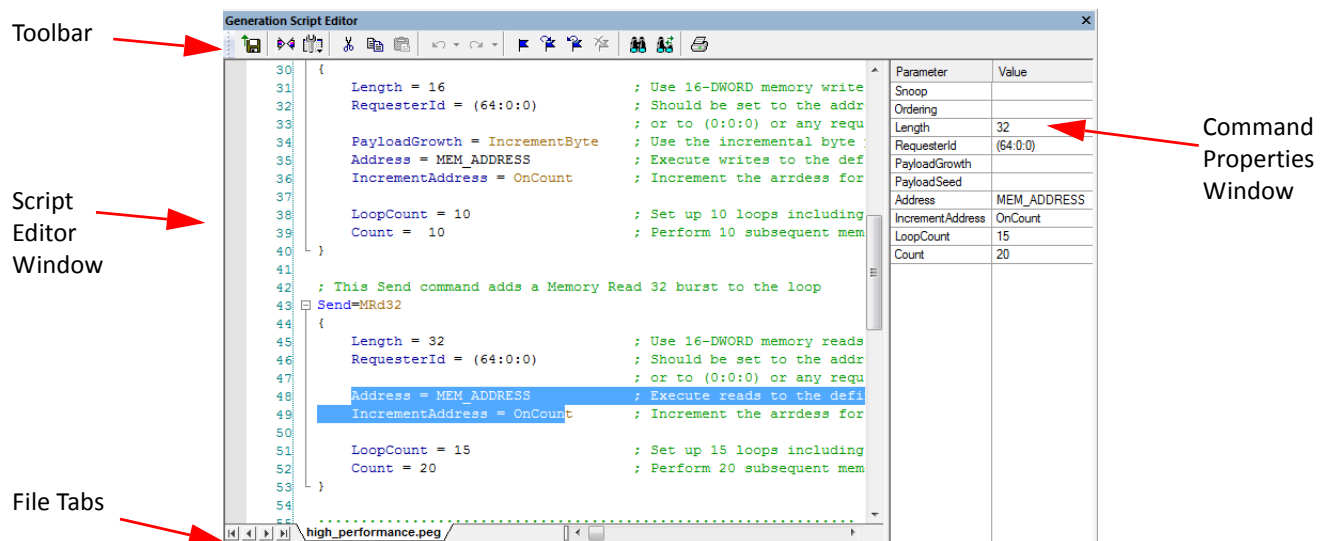 Generation Script Editor
Toolbar
30 {
31 Length = 16 ; Use 16-DWORD memory write
32 RequesterId = (64:0:0) ; Should be set to the addr
33 ; or to (0:0:0) or any requ
34 PayloadGrowth = IncrementByte ; Use the incremental byte
35 Address = MEM_ADDRESS ; Execute writes to the def
36 IncrementAddress = OnCount ; Increment the arrdess for
37
38 LoopCount = 10 ; Set up 10 loops including
39 Count = 10 ; Perform 10 subsequent mem
40 }
41
42 ; This Send command adds a Memory Read 32 burst to the loop
43 Send=MRd32
44 {
45 Length = 32 ; Use 16-DWORD memory reads
46 RequesterId = (64:0:0) ; Should be set to the addr
47 ; or to (0:0:0) or any requ
48 Address = MEM_ADDRESS ; Execute reads to the defi
49 IncrementAddress = OnCount ; Increment the arrdess for
50
51 LoopCount = 15 ; Set up 15 loops including
52 Count = 20 ; Perform 20 subsequent mem
53 }
54
55
high_performance.peg
Parameter Value
Snoop
Ordering
Length 32
RequesterId (64:0:0)
PayloadGrowth
PayloadSeed
Address MEM_ADDRESS
IncrementAddress OnCount
LoopCount 15
Count 20
Script
Editor
Window
File Tabs
Command
Properties
Window